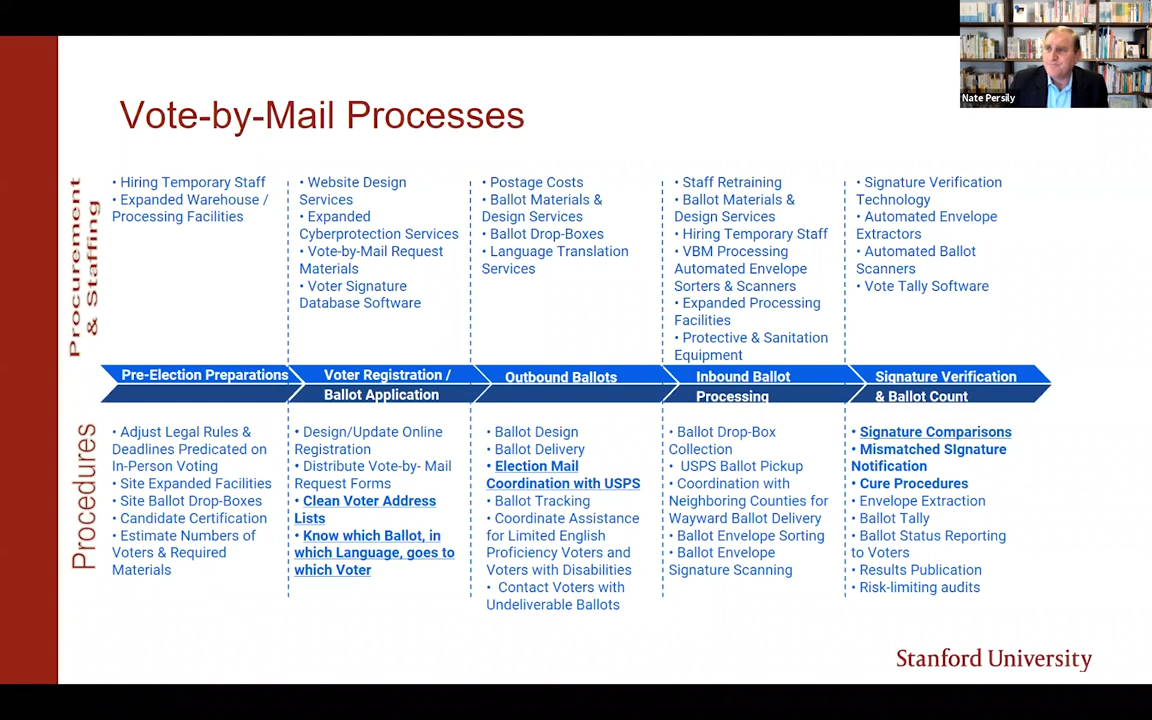 Nate Persily
Vote-by-Mail Processes
Procurement
& Staffing
• Hiring Temporary Staff
• Expanded Warehouse /
Processing Facilities
• Website Design
Services
• Expanded
Cyberprotection Services
• Vote-by-Mail Request
Materials
• Voter Signature
Database Software
• Postage Costs
• Ballot Materials &
Design Services
• Ballot Drop-Boxes
• Language Translation
Services
• Staff Retraining
• Ballot Materials &
Design Services
• Hiring Temporary Staff
• VBM Processing
Automated Envelope
Sorters & Scanners
• Expanded Processing
Facilities
• Protective & Sanitation
Equipment
• Signature Verification
Technology
• Automated Envelope
Extractors
• Automated Ballot
Scanners
• Vote Tally Software
Pre-Election Preparations
Voter Registration /
Ballot Application
Outbound Ballots
Inbound Ballot
Processing
Signature Verification
& Ballot Count
Procedures
• Adjust Legal Rules &
Deadlines Predicated on
In-Person Voting
• Site Expanded Facilities
• Site Ballot Drop-Boxes
• Candidate Certification
• Estimate Numbers of
Voters & Required
Materials
• Design/Update Online
Registration
• Distribute Vote-by- Mail
Request Forms
• Clean Voter Address
Lists
• Know which Ballot, in
which Language, goes to
which Voter
• Ballot Design
• Ballot Delivery
• Election Mail
Coordination with USPS
• Ballot Tracking
• Coordinate Assistance
for Limited English
Proficiency Voters and
Voters with Disabilities
• Contact Voters with
Undeliverable Ballots
• Ballot Drop-Box
Collection
• USPS Ballot Pickup
• Coordination with
Neighboring Counties for
Wayward Ballot Delivery
• Ballot Envelope Sorting
• Ballot Envelope
Signature Scanning
• Signature Comparisons
• Mismatched SIgnature
Notification
• Cure Procedures
• Envelope Extraction
• Ballot Tally
• Ballot Status Reporting
to Voters
• Results Publication
• Risk-limiting audits
Stanford University